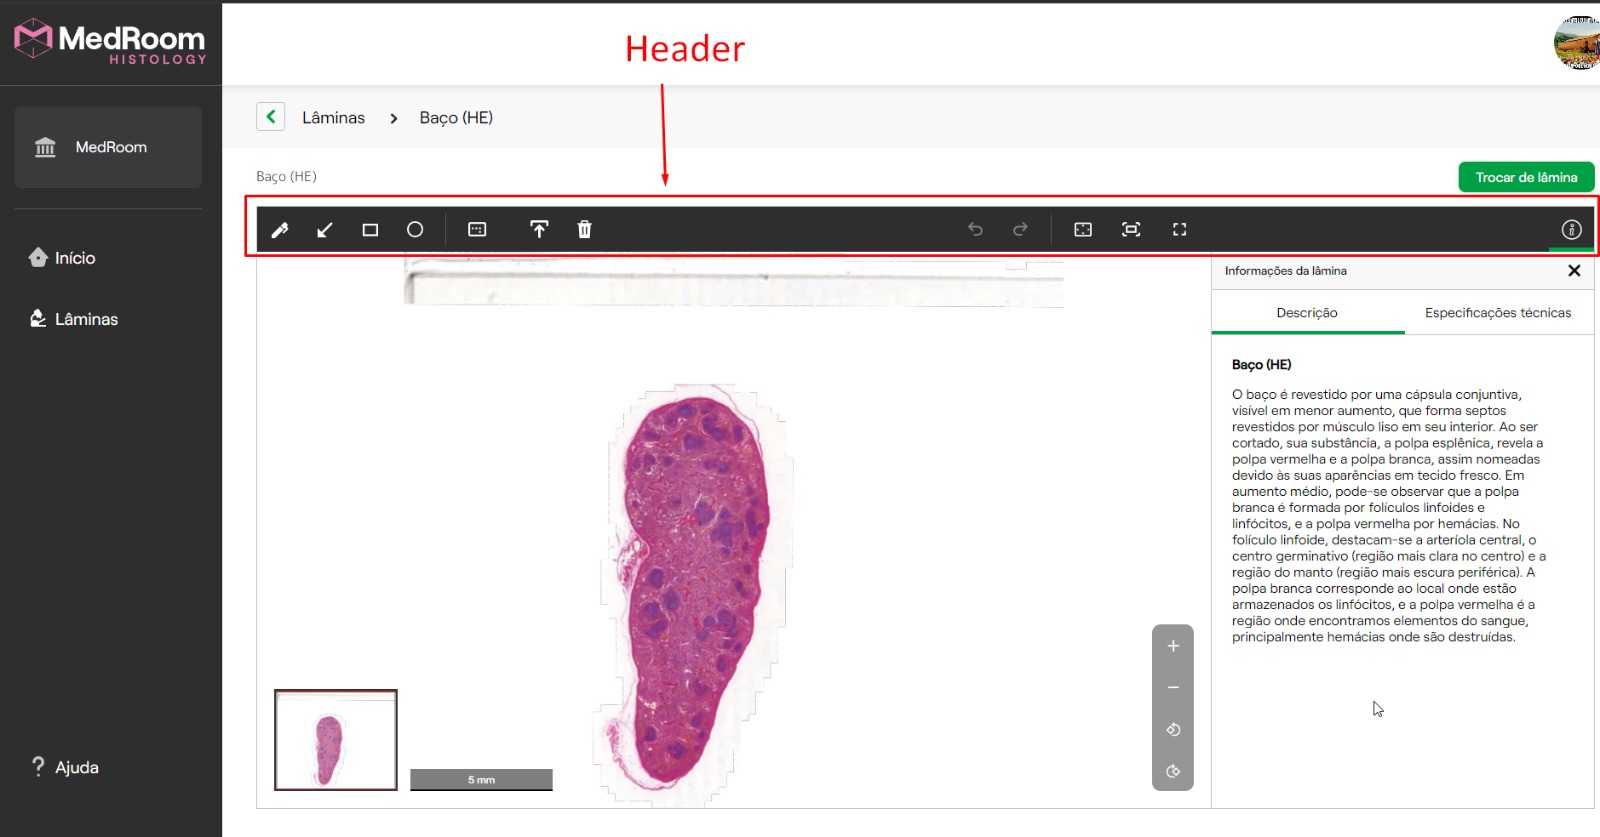 MedRoom
HISTOLOGY
Header
Lâminas > Baço (HE)
MedRoom
Baço (HE)
Trocar de lâmina
Início
Lâminas
Ajuda
5 mm
Informações da lâmina
Descrição Especificações técnicas
Baço (HE)
O baço é revestido por uma cápsula conjuntiva,
visível em menor aumento, que forma septos
revestidos por músculo liso em seu interior. Ao ser
cortado, sua substância, a polpa esplênica, revela a
polpa vermelha e a polpa branca, assim nomeadas
devido às suas aparências em tecido fresco. Em
aumento médio, pode-se observar que a polpa
branca é formada por folículos linfoides e
linfócitos, e a polpa vermelha por hemácias. No
folículo linfoide, destacam-se a arteríola central, o
centro germinativo (região mais clara no centro) e a
região do manto (região mais escura periférica). A
polpa branca corresponde ao local onde estão
armazenados os linfócitos, e a polpa vermelha é a
região onde encontramos elementos do sangue,
principalmente hemácias onde são destruídas.